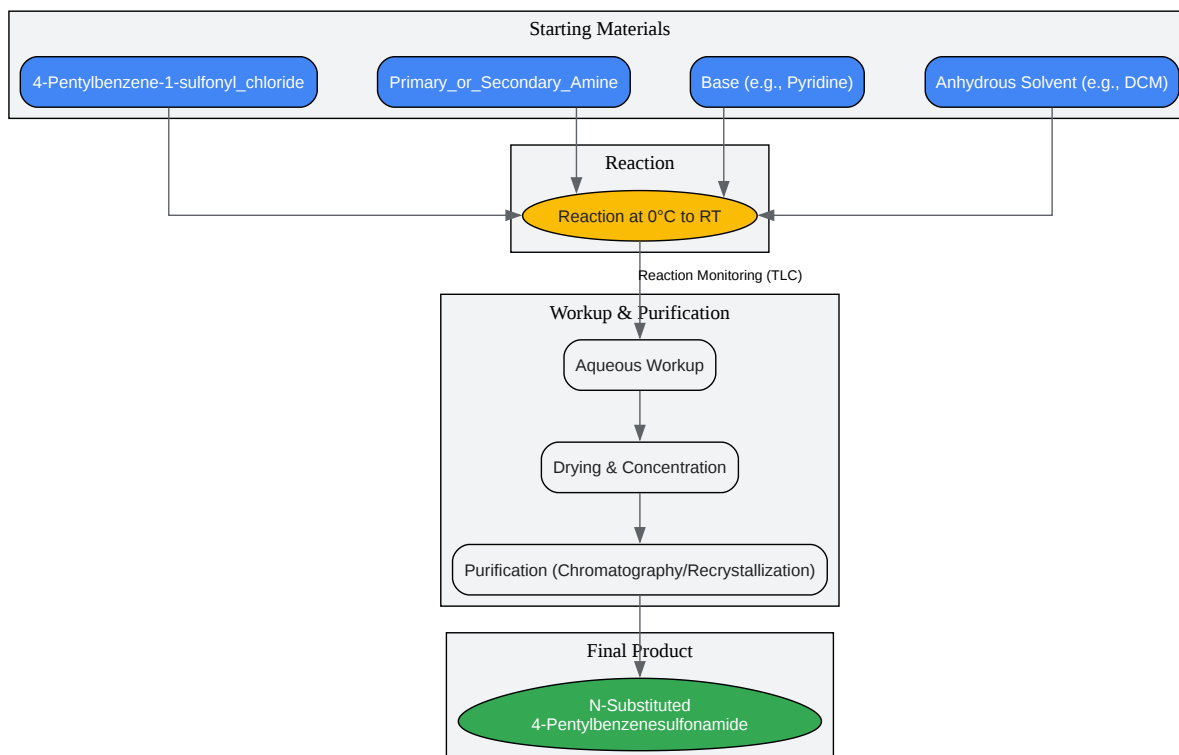 Starting Materials
4-Pentylbenzene-1-sulfonyl_chloride
Primary_or_Secondary_Amine
Base (e.g., Pyridine)
Anhydrous Solvent (e.g., DCM)
Reaction
Reaction at 0°C to RT
Reaction Monitoring (TLC)
Workup & Purification
Aqueous Workup
Drying & Concentration
Purification (Chromatography/Recrystallization)
Final Product
N-Substituted
4-Pentylbenzenesulfonamide